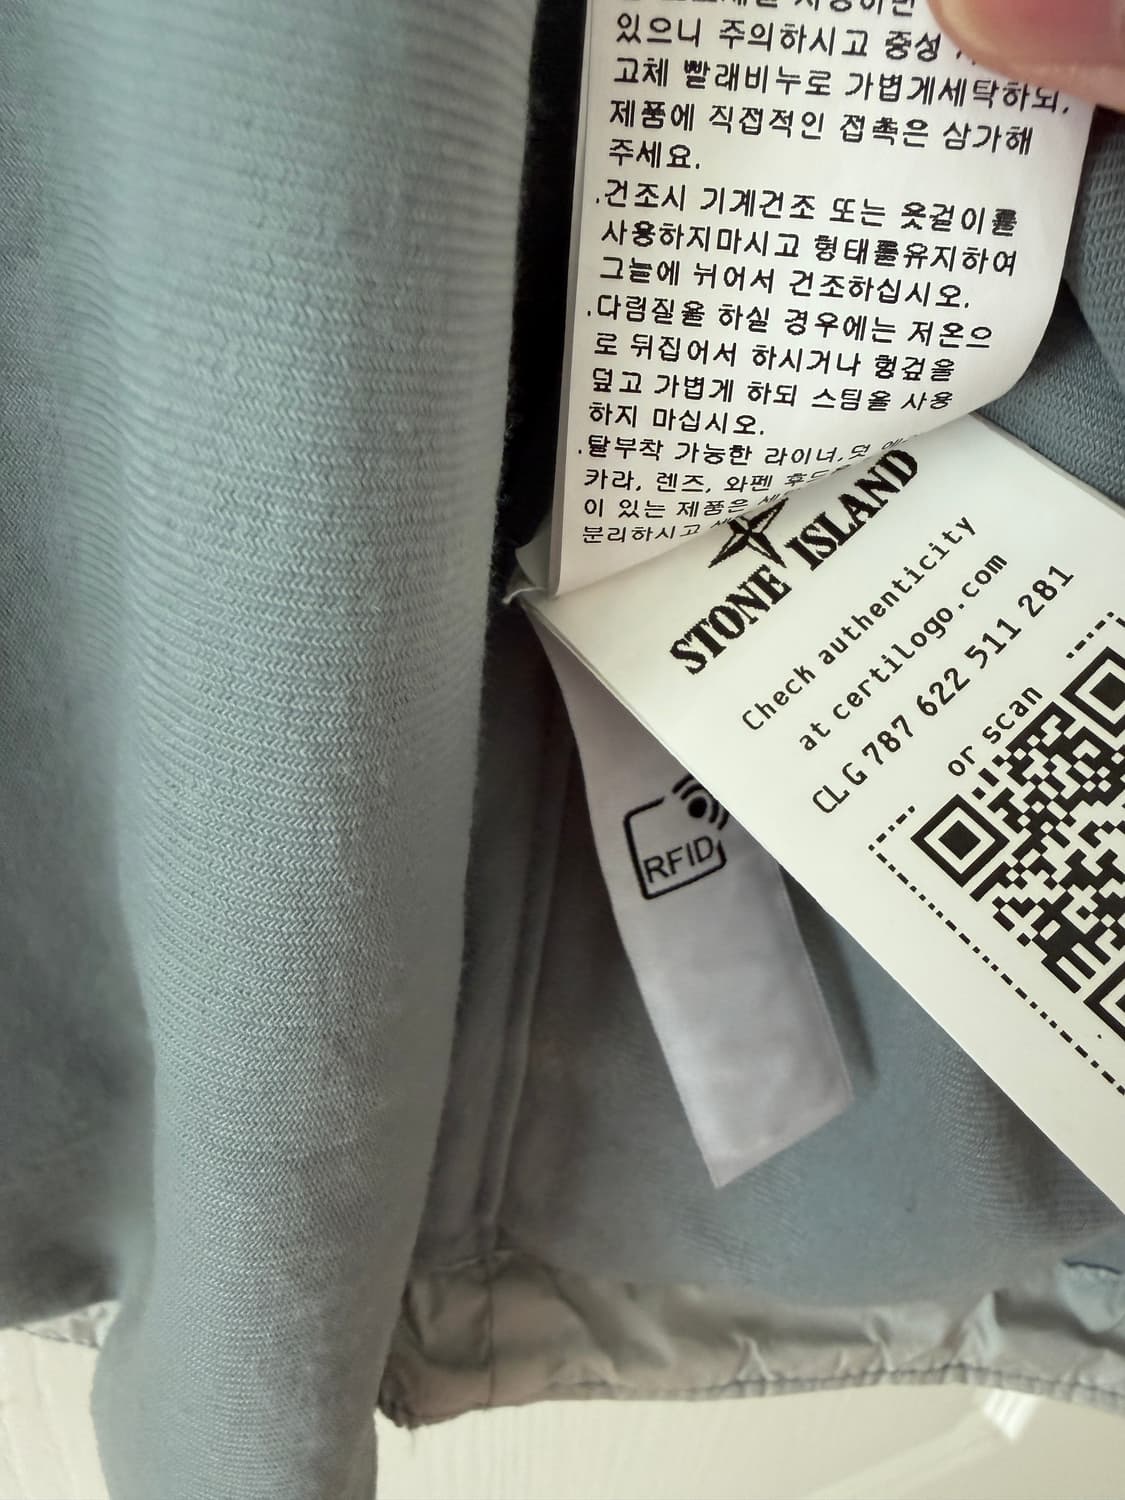 있으니 주의하시고 중성
고체 빨래비누로 가볍게세탁하되,
제품에 직접적인 접촉은 삼가해
주세요.
.건조시 기계건조 또는 옷걸이를
사용하지마시고 형태를유지하여
그늘에 뉘어서 건조하십시오.
.다림질을 하실 경우에는 저온으
로 뒤집어서 하시거나 헝겊을
덮고 가볍게 하되 스팀을 사용
하지 마십시오.
.탈부착 가능한 라이너, 덧
카라, 렌즈, 와펜
이 있는 제품은
분리하시고
STONE ISLAND
Check authenticity
at certilogo.com
CLG 787 622 511 281
or scan
RFID